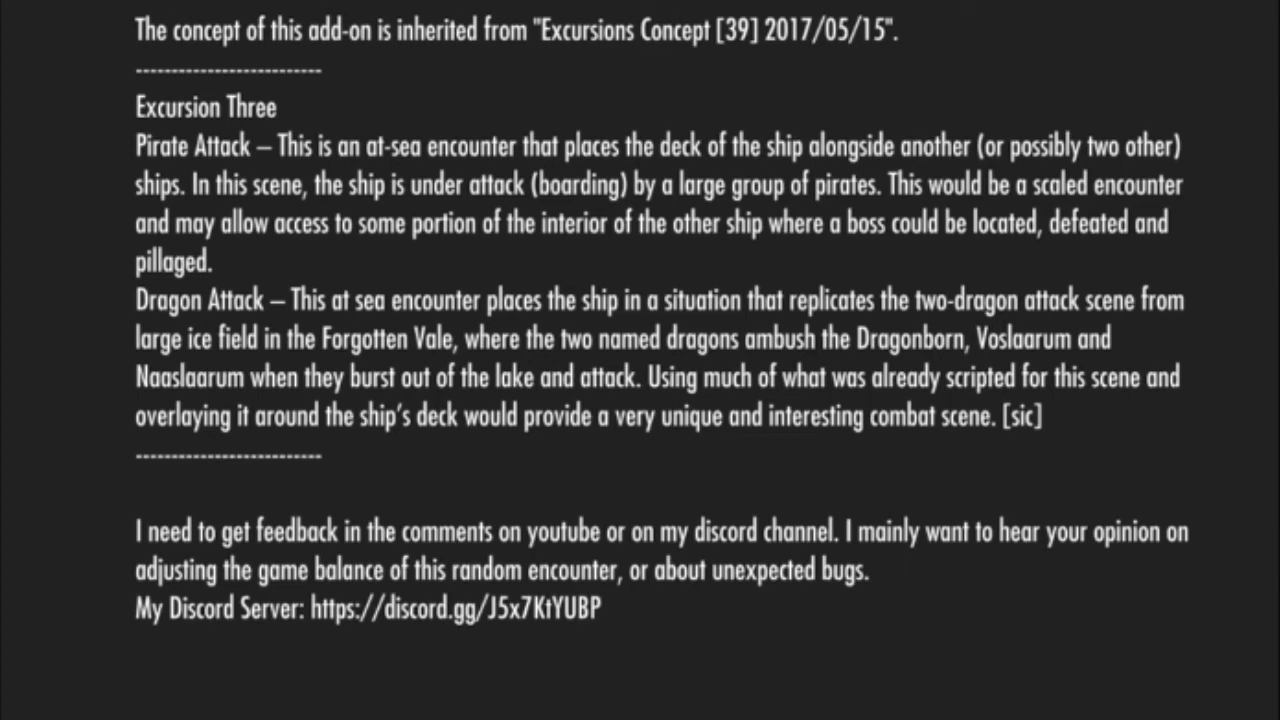 The concept of this add-on is inherited from "Excursions Concept [39] 2017/05/15".
---------------------------
Excursion Three
Pirate Attack – This is an at-sea encounter that places the deck of the ship alongside another (or possibly two other)
ships. In this scene, the ship is under attack (boarding) by a large group of pirates. This would be a scaled encounter
and may allow access to some portion of the interior of the other ship where a boss could be located, defeated and
pillaged.
Dragon Attack – This at sea encounter places the ship in a situation that replicates the two-dragon attack scene from
large ice field in the Forgotten Vale, where the two named dragons ambush the Dragonborn, Voslaarum and
Naaslaarum when they burst out of the lake and attack. Using much of what was already scripted for this scene and
overlaying it around the ship’s deck would provide a very unique and interesting combat scene. [sic]
---------------------------
I need to get feedback in the comments on youtube or on my discord channel. I mainly want to hear your opinion on
adjusting the game balance of this random encounter, or about unexpected bugs.
My Discord Server: https://discord.gg/J5x7KtYUBP